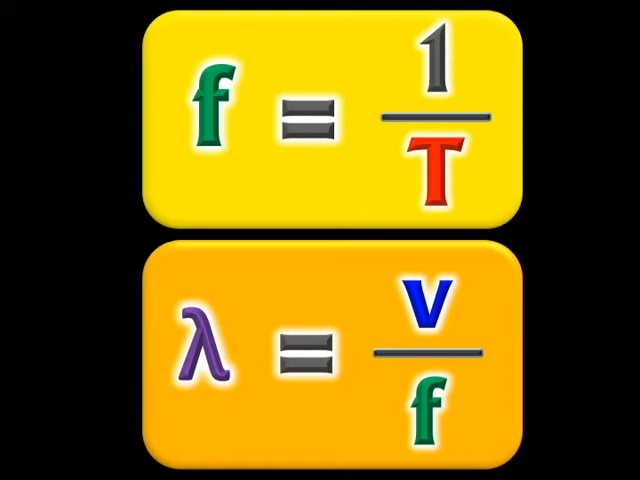 f = 1/T
λ = v/f